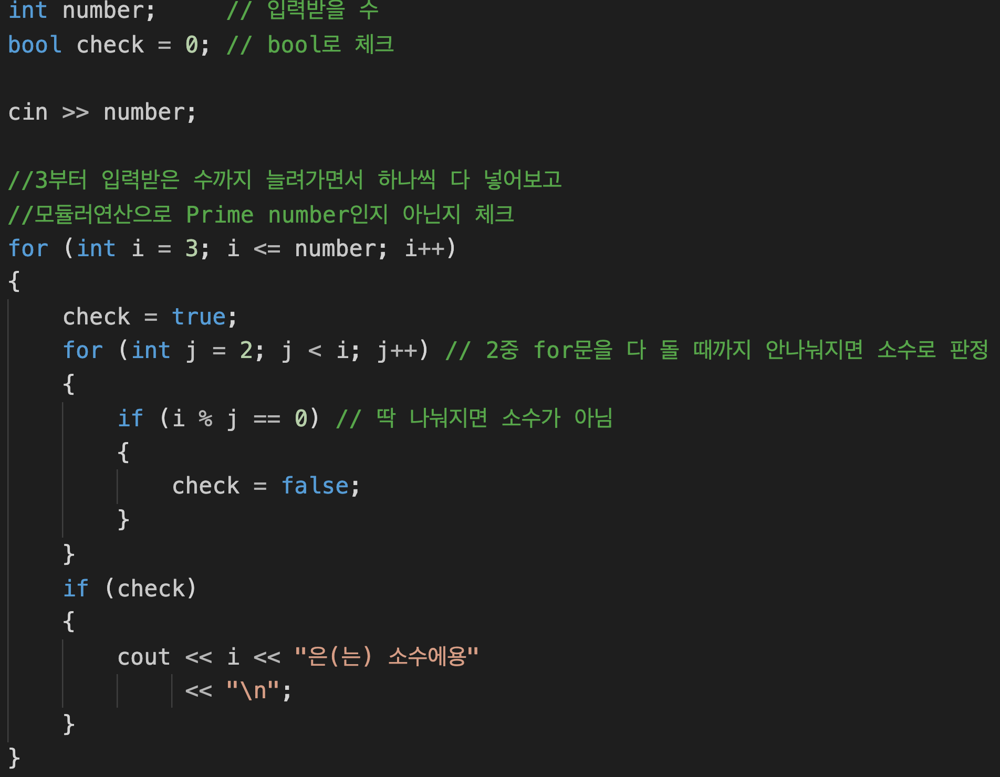 int number;     // 입력받을 수
bool check = 0; // bool로 체크
cin >> number;
//3부터 입력받은 수까지 늘려가면서 하나씩 다 넣어보고
//모듈러연산으로 Prime number인지 아닌지 체크
for (int i = 3; i <= number; i++)
{
    check = true;
    for (int j = 2; j < i; j++) // 2중 for문을 다 돌 때까지 안나눠지면 소수로 판정
    {
        if (i % j == 0) // 딱 나눠지면 소수가 아님
        {
            check = false;
        }
    }
    if (check)
    {
        cout << i << "은(는) 소수에용"
             << "\n";
    }
}